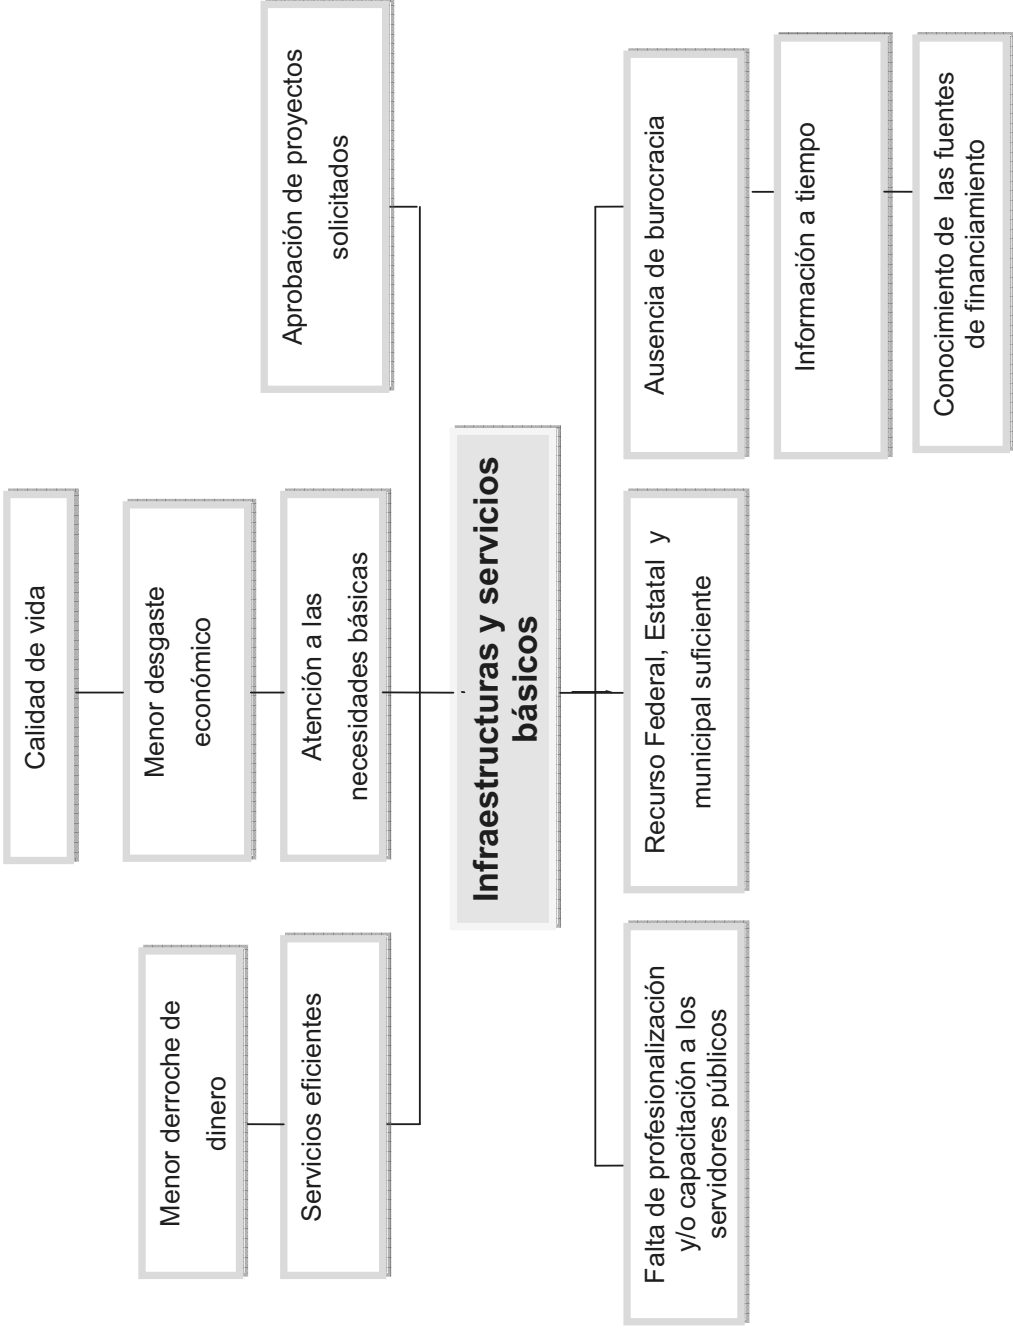 Calidad de vida
Menor derroche de
dinero
Menor desgaste
económico
Servicios eficientes
Atención a las
necesidades básicas
Aprobación de proyectos
solicitados
Infraestructuras y servicios
básicos
Falta de profesionalización
y/o capacitación a los
servidores públicos
Recurso Federal, Estatal y
municipal suficiente
Ausencia de burocracia
Información a tiempo
Conocimiento de las fuentes
de financiamiento